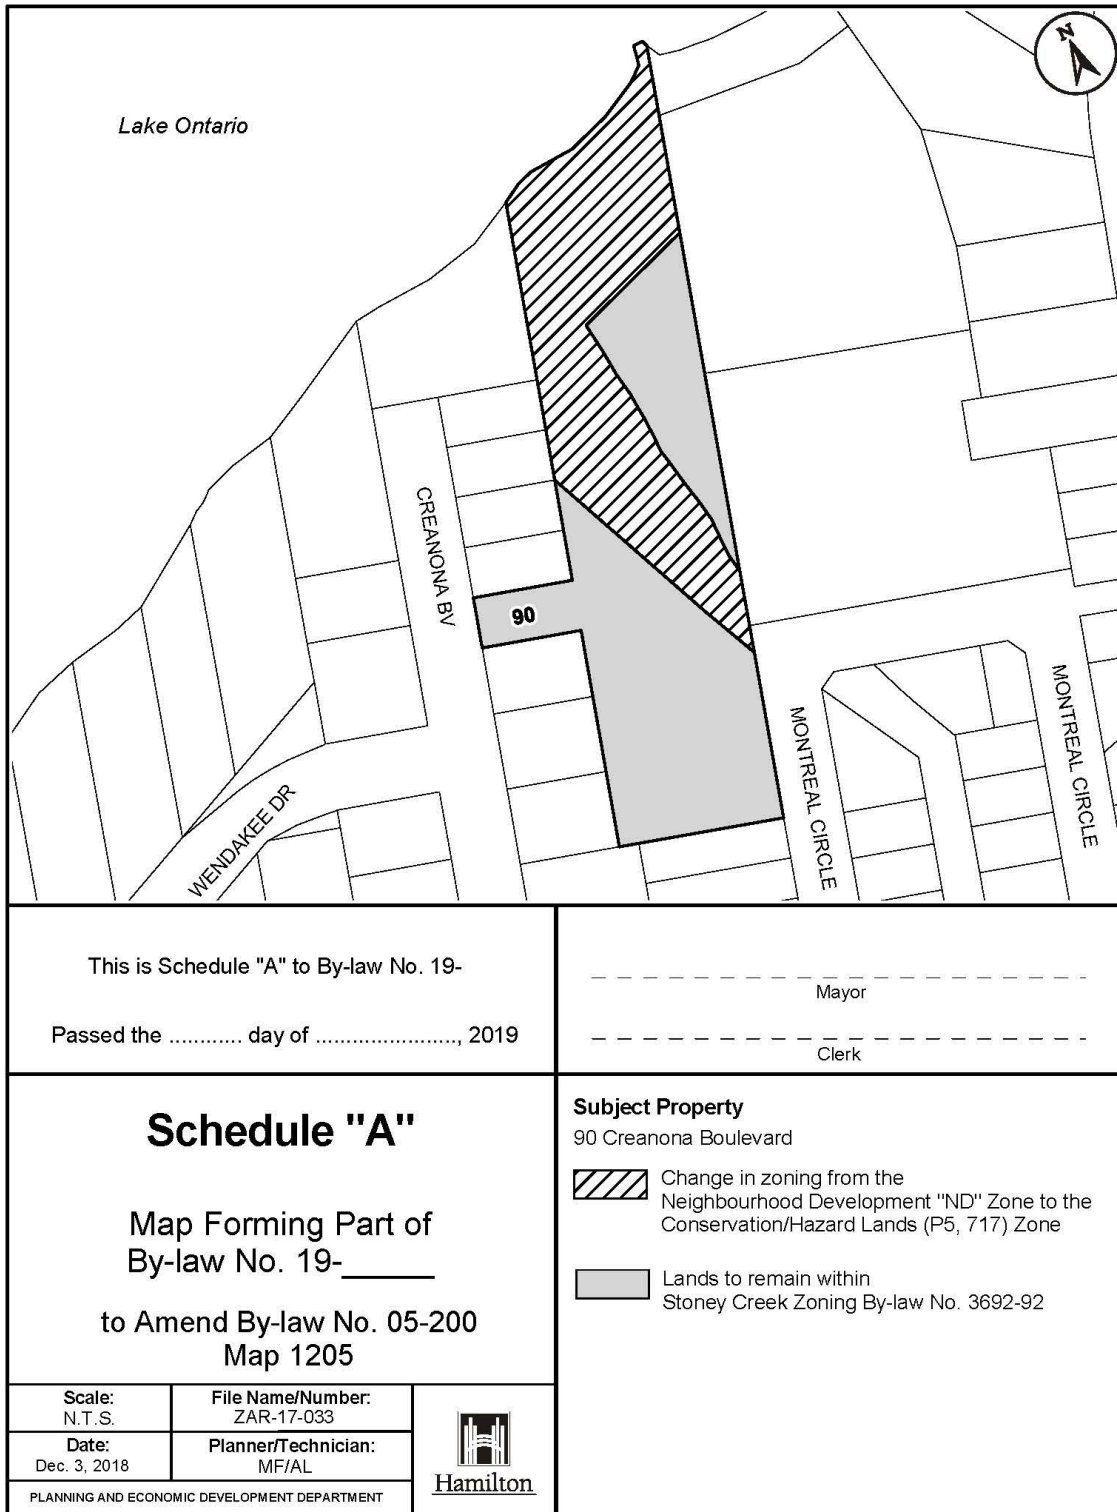 N
Lake Ontario
CREANONA BV
90
WENDAKEE DR
MONTREAL CIRCLE
MONTREAL CIRCLE
This is Schedule "A" to By-law No. 19-
Passed the ............ day of ......................., 2019
Mayor
Clerk
Schedule "A"
Map Forming Part of
By-law No. 19-_____
to Amend By-law No. 05-200
Map 1205
Scale:
N.T.S.
File Name/Number:
ZAR-17-033
Date:
Dec. 3, 2018
Planner/Technician:
MF/AL
PLANNING AND ECONOMIC DEVELOPMENT DEPARTMENT
Hamilton
Subject Property
90 Creanona Boulevard
Change in zoning from the
Neighbourhood Development "ND" Zone to the
Conservation/Hazard Lands (P5, 717) Zone
Lands to remain within
Stoney Creek Zoning By-law No. 3692-92